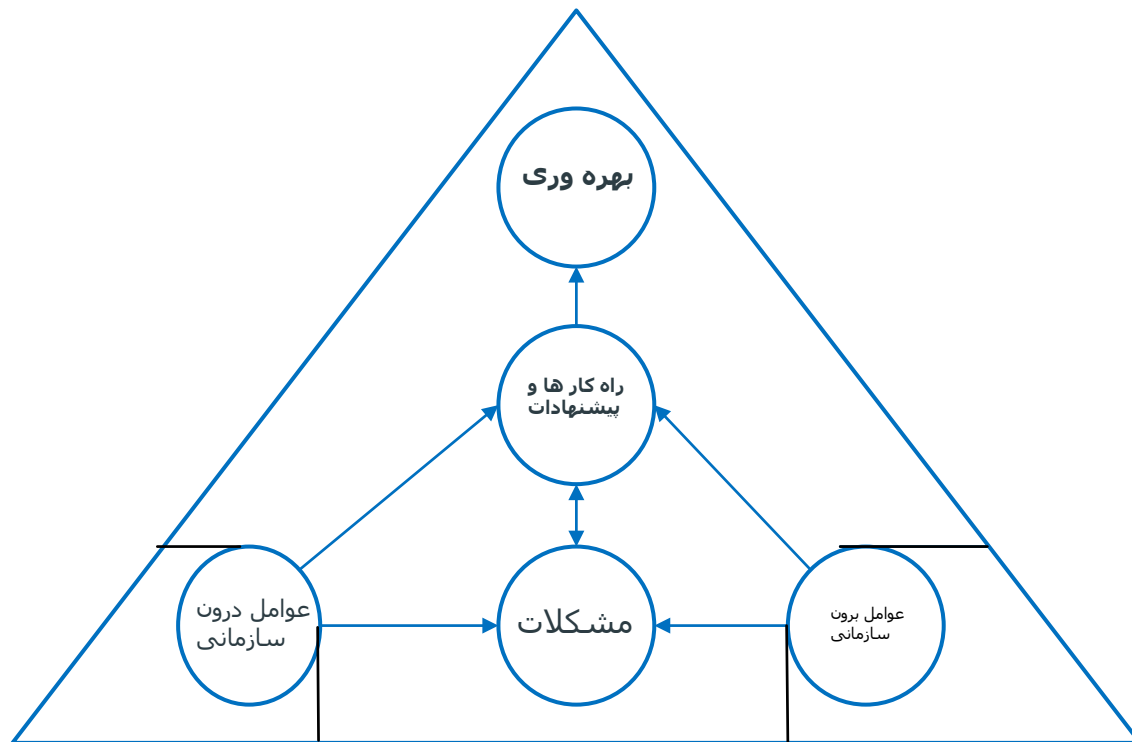 بهره وری
راه کار ها و
پیشنهادات
عوامل برون
سازمانی
مشکلات
عوامل درون
سازمانی